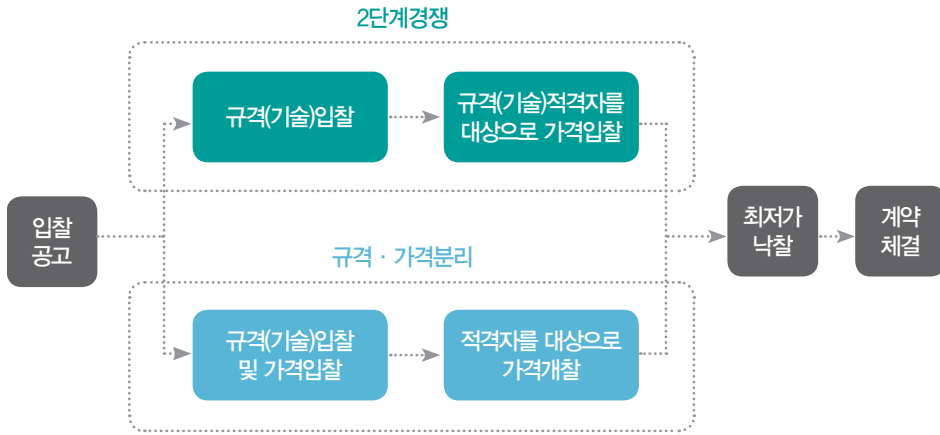 2단계경쟁
규격(기술)입찰
규격(기술)적격자를
대상으로 가격입찰
입찰
공고
최저가
낙찰
계약
체결
규격 · 가격분리
규격(기술)입찰
및 가격입찰
적격자를 대상으로
가격개찰